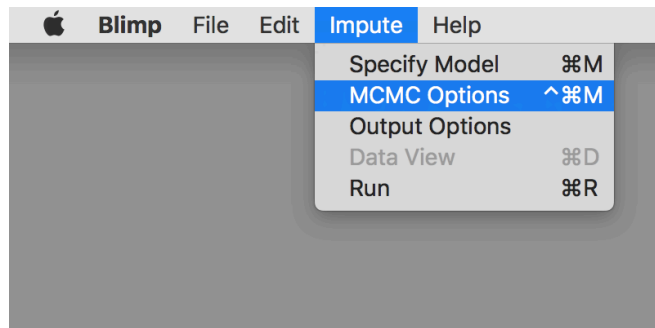 Blimp File Edit Impute Help
Specify Model ⌘M
MCMC Options ^⌘M
Output Options
Data View ⌘D
Run ⌘R